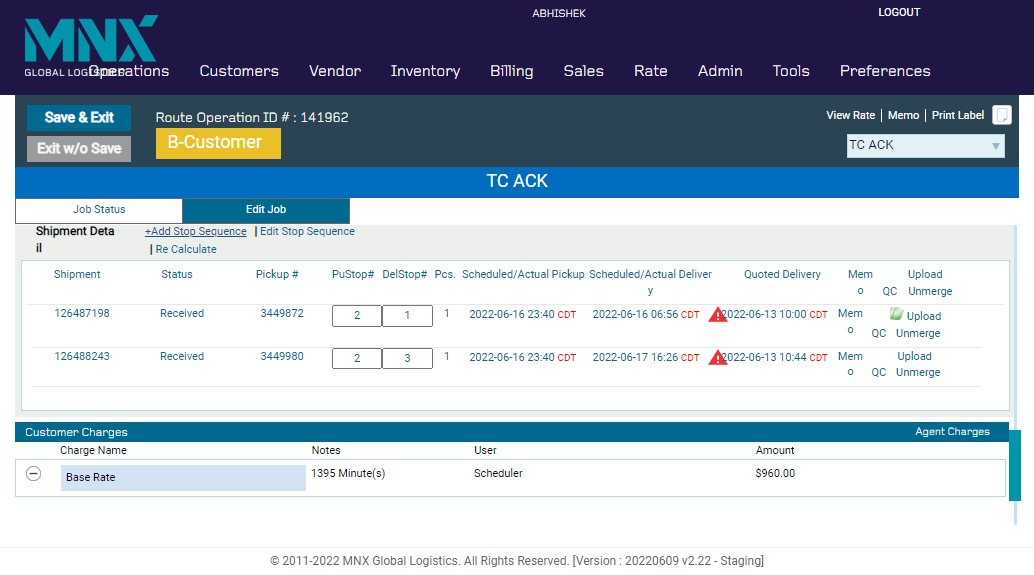 ABHISHEK
LOGOUT
MNX
GLOBAL LOGISTICS
Operations Customers Vendor Inventory Billing Sales Rate Admin Tools Preferences
Save & Exit
Route Operation ID # : 141962
View Rate | Memo | Print Label
Exit w/o Save
B-Customer
TC ACK
TC ACK
Job Status Edit Job
Shipment Deta
il
+Add Stop Sequence | Edit Stop Sequence
| Re Calculate
Shipment Status Pickup # PuStop# DelStop# Pcs. Scheduled/Actual Pickup Scheduled/Actual Deliver Quoted Delivery Mem Upload
y o QC Unmerge
126487198 Received 3449872 2 1 1 2022-06-16 23:40 CDT 2022-06-16 06:56 CDT 2022-06-13 10:00 CDT Mem Upload
o QC Unmerge
126488243 Received 3449980 2 3 1 2022-06-16 23:40 CDT 2022-06-17 16:26 CDT 2022-06-13 10:44 CDT Mem Upload
o QC Unmerge
Customer Charges Agent Charges
Charge Name Notes User Amount
Base Rate 1395 Minute(s) Scheduler $960.00
© 2011-2022 MNX Global Logistics. All Rights Reserved. [Version : 20220609 v2.22 - Staging]